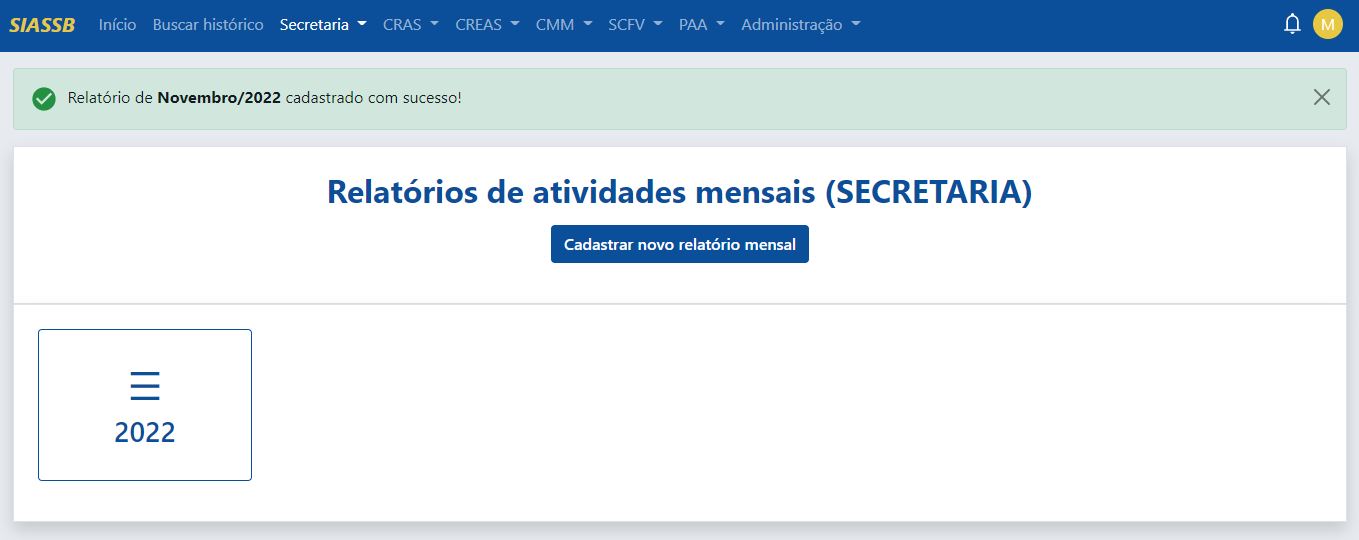 SIASSB Início Buscar histórico Secretaria CRAS CREAS CMM SCFV PAA Administração M
Relatório de Novembro/2022 cadastrado com sucesso!
Relatórios de atividades mensais (SECRETARIA)
Cadastrar novo relatório mensal
2022